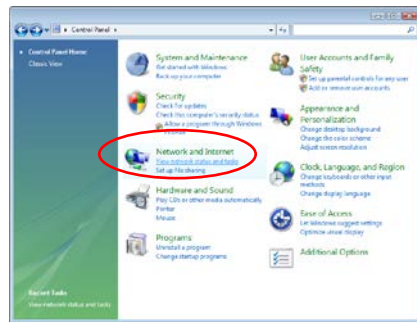 Control Panel
Control Panel Home
Classic View
System and Maintenance
Get started with Windows
Back up your computer
Security
Check for updates
Check this computer's security status
Allow a program through Windows
Network and Internet
View network status and tasks
Set up file sharing
Hardware and Sound
Play CDs or other media automatically
Printer
Mouse
Programs
Uninstall a program
Change startup programs
User Accounts and Family
Safety
Set up parental controls for any user
Add or remove user accounts
Appearance and
Personalization
Change desktop background
Change the color scheme
Adjust screen resolution
Clock, Language, and Region
Change keyboards or other input
methods
Change display language
Ease of Access
Let Windows suggest settings
Optimize visual display
Additional Options
Recent Tasks
View network status and tasks